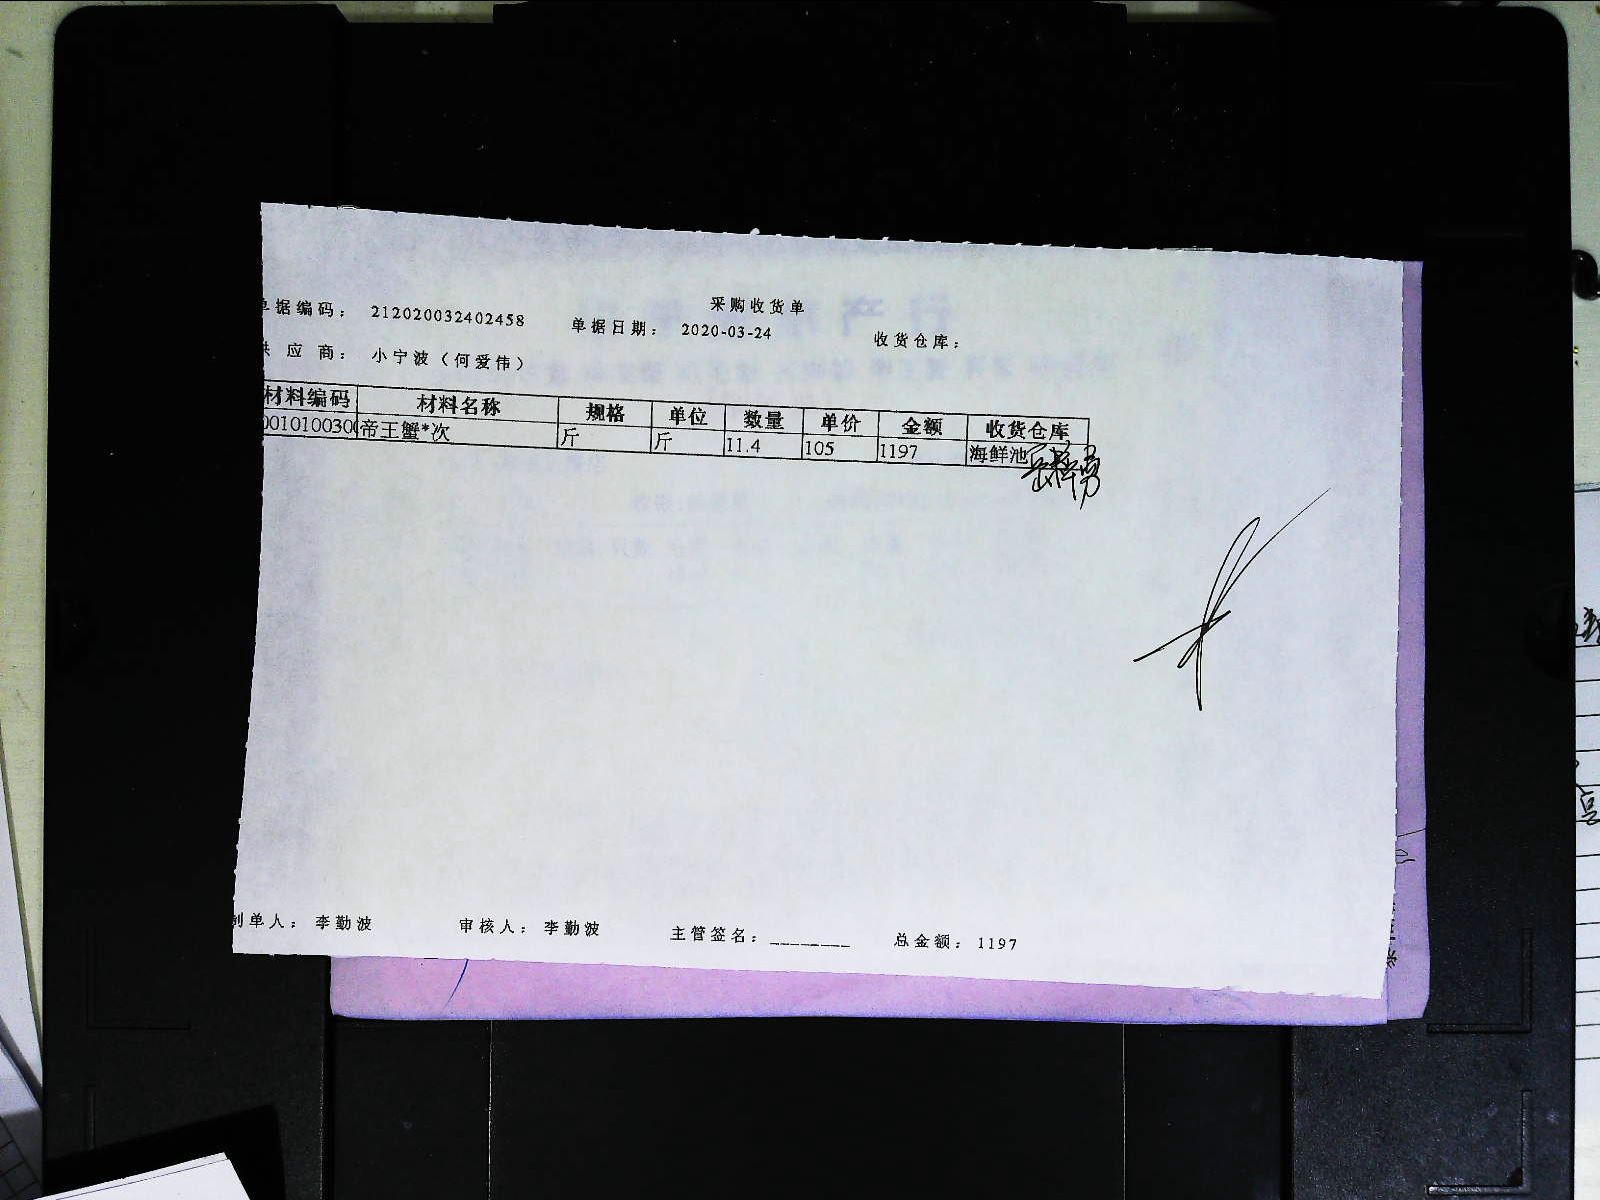 采购收货单
单据编码： 212020032402458 单据日期： 2020-03-24 收货仓库：
供应商： 小宁波（何爱伟）
材料编码 材料名称 规格 单位 数量 单价 金额 收货仓库
0010100300 帝王蟹*次 斤 斤 11.4 105 1197 海鲜池
制单人： 李勤波 审核人： 李勤波 主管签名：________ 总金额： 1197